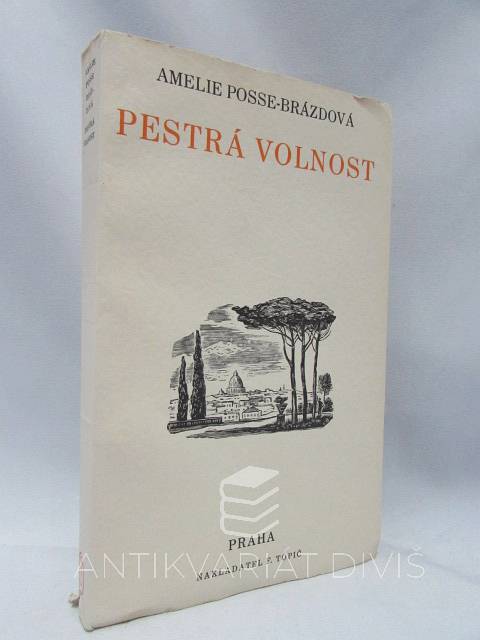 AMELIE POSSE-BRÁZDOVÁ
PESTRÁ VOLNOST
PRAHA
NAKLADATEL F. TOPIČ
ANTIKVARIÁT DIVIŠ